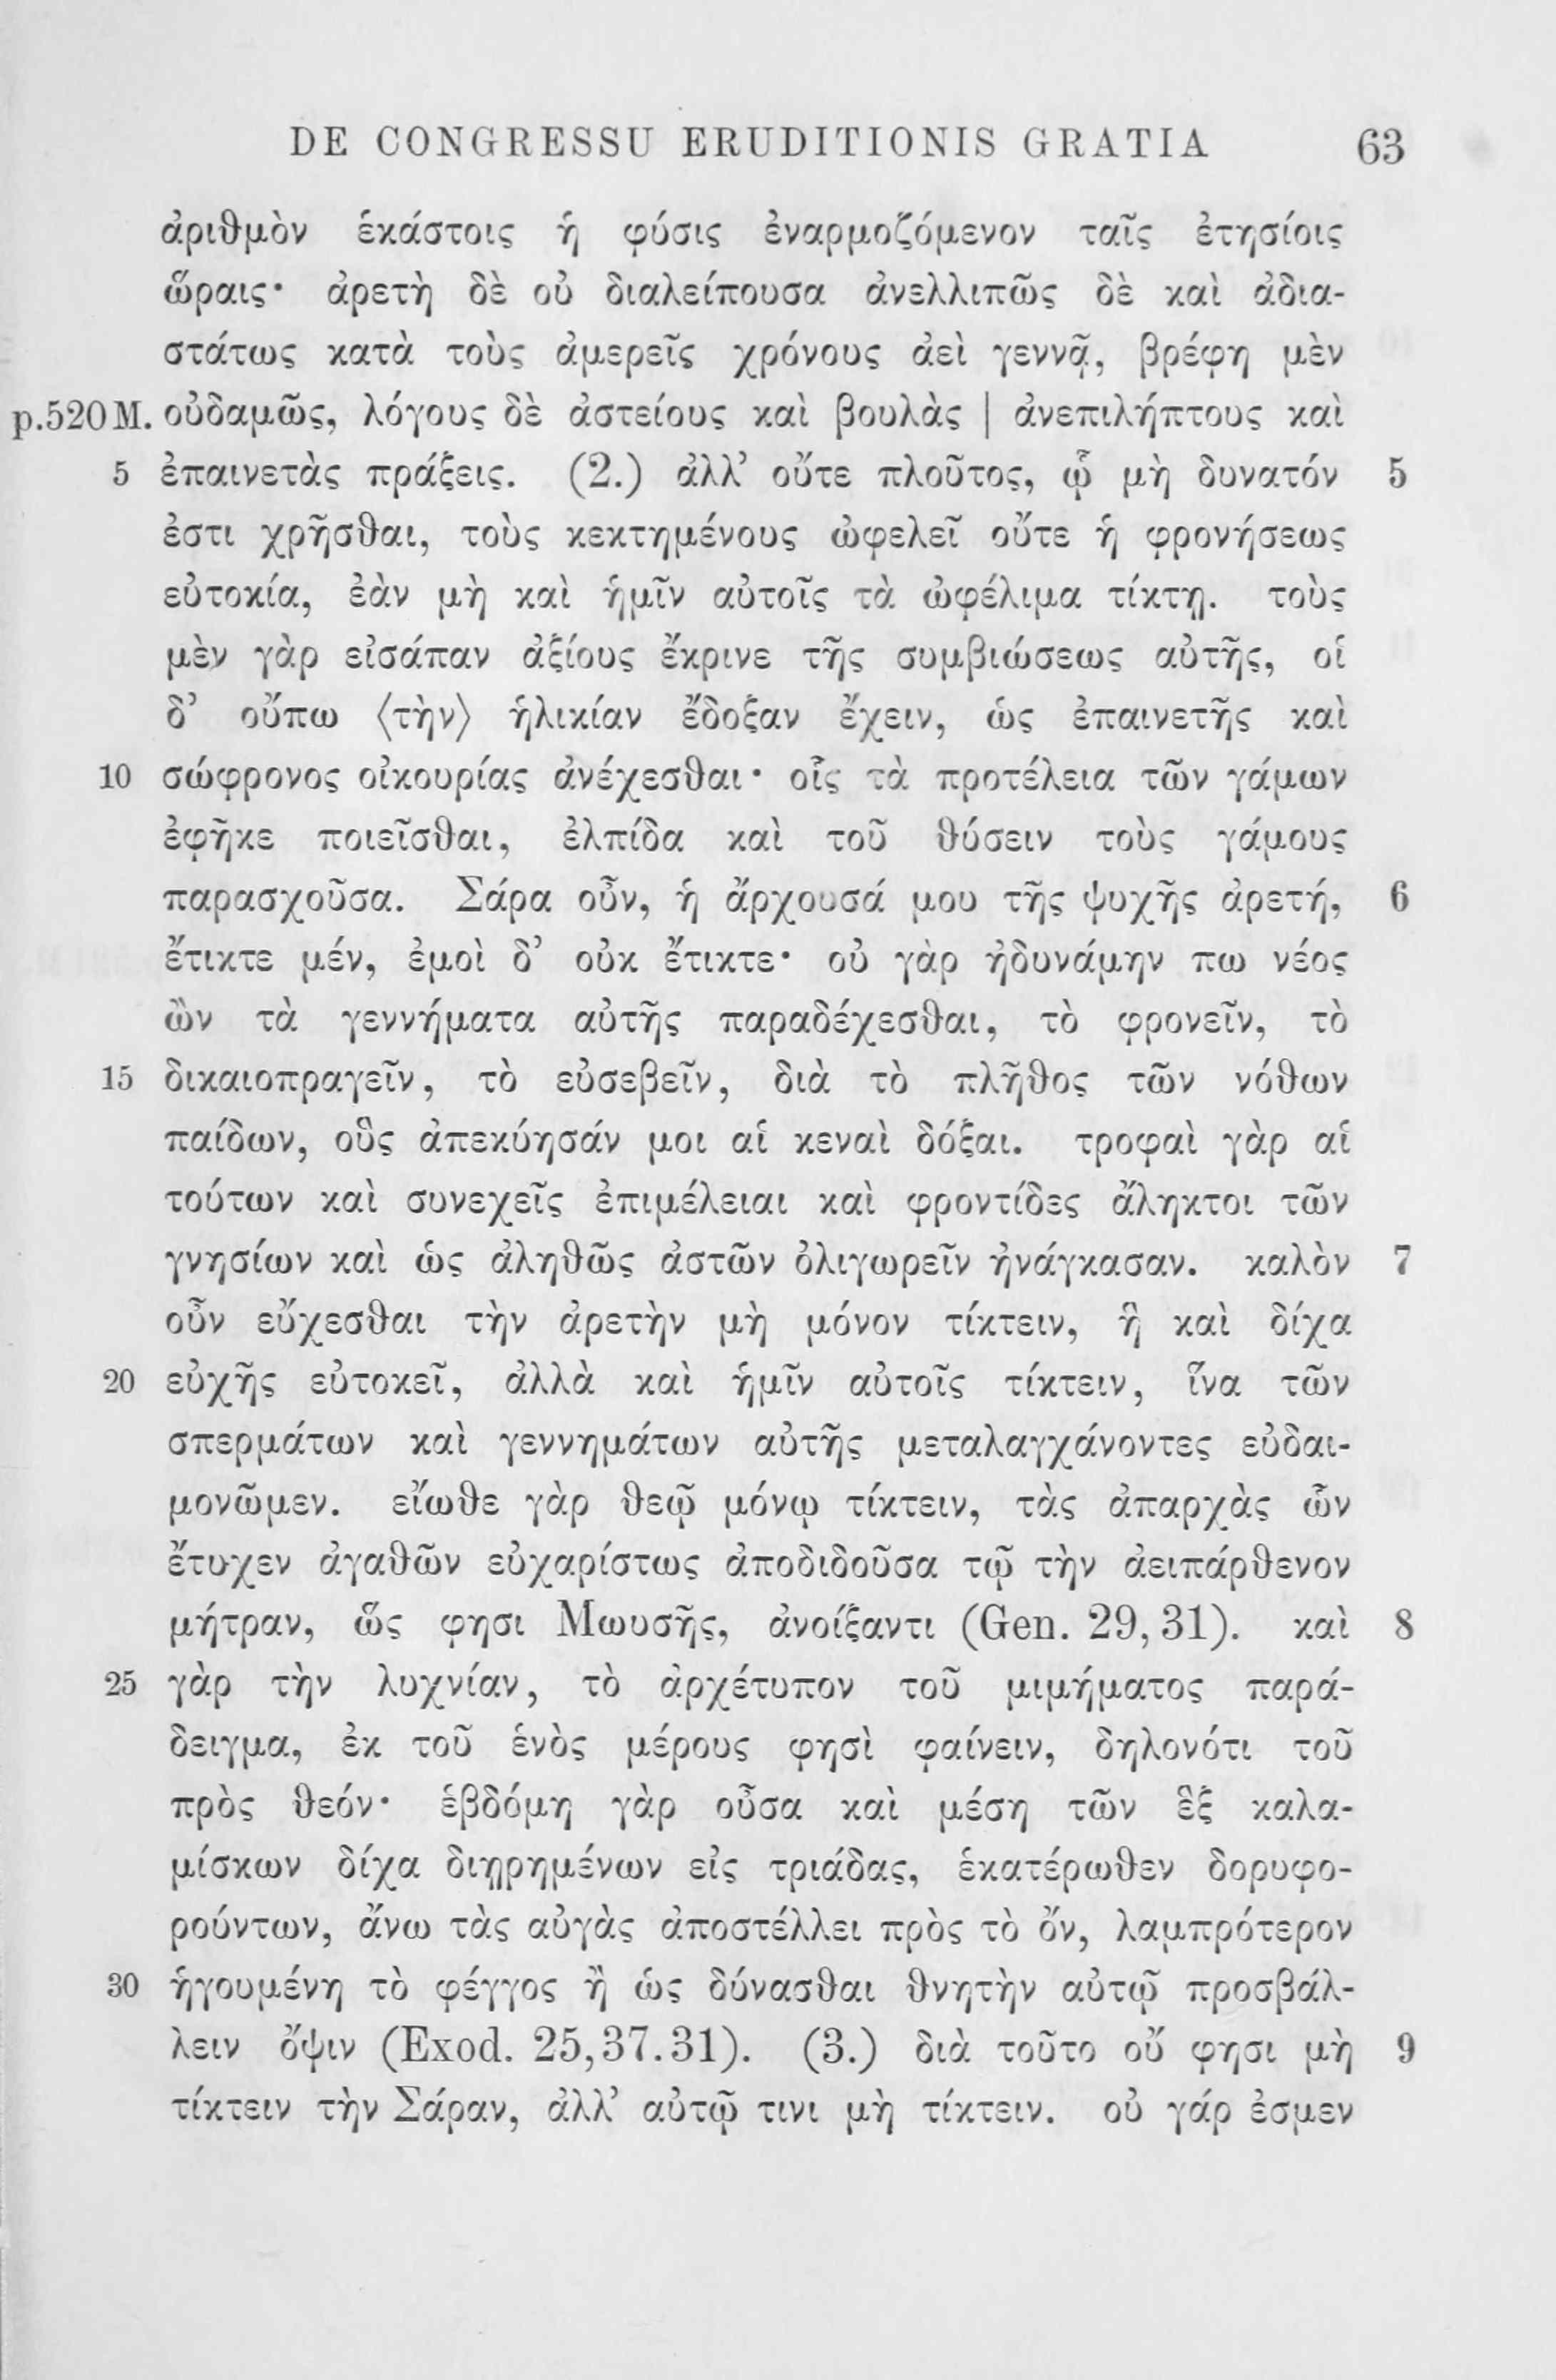 DE CONGRESSU ERUDITIONIS GRATIA 63
ἀριϑμὸν ἑκάστοις ἡ φύσις ἐναρμοζόμενον ταῖς ἐτησίοις
ὥραις· ἀρετὴ δὲ οὐ διαλείπουσα ἀνελλιπῶς δὲ καὶ ἀδια-
στάτως κατὰ τοὺς ἀμερεῖς χρόνους ἀεὶ γεννᾷ, βρέφη μὲν
p.520M. οὐδαμῶς, λόγους δὲ ἀστείους καὶ βουλὰς | ἀνεπιλήπτους καὶ
5 ἐπαινετὰς πράξεις. (2.) ἀλλ’ οὔτε πλοῦτος, ᾧ μὴ δυνατόν 5
ἐστι χρῆσϑαι, τοὺς κεκτημένους ὠφελεῖ οὔτε ἡ φρονήσεως
εὐτοκία, ἐὰν μὴ καὶ ἡμῖν αὐτοῖς τὰ ὠφέλιμα τίκτῃ. τοὺς
μὲν γὰρ εἰσάπαν ἀξίους ἔκρινε τῆς συμβιώσεως αὐτῆς, οἱ
δ’ οὔπω ⟨τὴν⟩ ἡλικίαν ἔδοξαν ἔχειν, ὡς ἐπαινετῆς καὶ
10 σώφρονος οἰκουρίας ἀνέχεσϑαι· οἷς τὰ προτέλεια τῶν γάμων
ἐφῆκε ποιεῖσϑαι, ἐλπίδα καὶ τοῦ ϑύσειν τοὺς γάμους
παρασχοῦσα. Σάρα οὖν, ἡ ἄρχουσά μου τῆς ψυχῆς ἀρετή, 6
ἔτικτε μέν, ἐμοὶ δ’ οὐκ ἔτικτε· οὐ γὰρ ἠδυνάμην πω νέος
ὢν τὰ γεννήματα αὐτῆς παραδέχεσϑαι, τὸ φρονεῖν, τὸ
15 δικαιοπραγεῖν, τὸ εὐσεβεῖν, διὰ τὸ πλῆϑος τῶν νόϑων
παίδων, οὓς ἀπεκύησάν μοι αἱ κεναὶ δόξαι. τροφαὶ γὰρ αἱ
τούτων καὶ συνεχεῖς ἐπιμέλειαι καὶ φροντίδες ἄληκτοι τῶν
γνησίων καὶ ὡς ἀληϑῶς ἀστῶν ὀλιγωρεῖν ἠνάγκασαν. καλὸν 7
οὖν εὔχεσϑαι τὴν ἀρετὴν μὴ μόνον τίκτειν, ἣ καὶ δίχα
20 εὐχῆς εὐτοκεῖ, ἀλλὰ καὶ ἡμῖν αὐτοῖς τίκτειν, ἵνα τῶν
σπερμάτων καὶ γεννημάτων αὐτῆς μεταλαγχάνοντες εὐδαι-
μονῶμεν. εἴωϑε γὰρ ϑεῷ μόνῳ τίκτειν, τὰς ἀπαρχὰς ὧν
ἔτυχεν ἀγαϑῶν εὐχαρίστως ἀποδιδοῦσα τῷ τὴν ἀειπάρϑενον
μήτραν, ὥς φησι Μωυσῆς, ἀνοίξαντι (Gen. 29, 31). καὶ 8
25 γὰρ τὴν λυχνίαν, τὸ ἀρχέτυπον τοῦ μιμήματος παρά-
δειγμα, ἐκ τοῦ ἑνὸς μέρους φησὶ φαίνειν, δηλονότι τοῦ
πρὸς ϑεόν· ἑβδόμη γὰρ οὖσα καὶ μέση τῶν ἓξ καλα-
μίσκων δίχα διῃρημένων εἰς τριάδας, ἑκατέρωϑεν δορυφο-
ρούντων, ἄνω τὰς αὐγὰς ἀποστέλλει πρὸς τὸ ὄν, λαμπρότερον
30 ἡγουμένη τὸ φέγγος ἢ ὡς δύνασϑαι ϑνητὴν αὐτῷ προσβάλ-
λειν ὄψιν (Exod. 25,37.31). (3.) διὰ τοῦτο οὔ φησι μὴ 9
τίκτειν τὴν Σάραν, ἀλλ’ αὐτῷ τινι μὴ τίκτειν. οὐ γάρ ἐσμεν